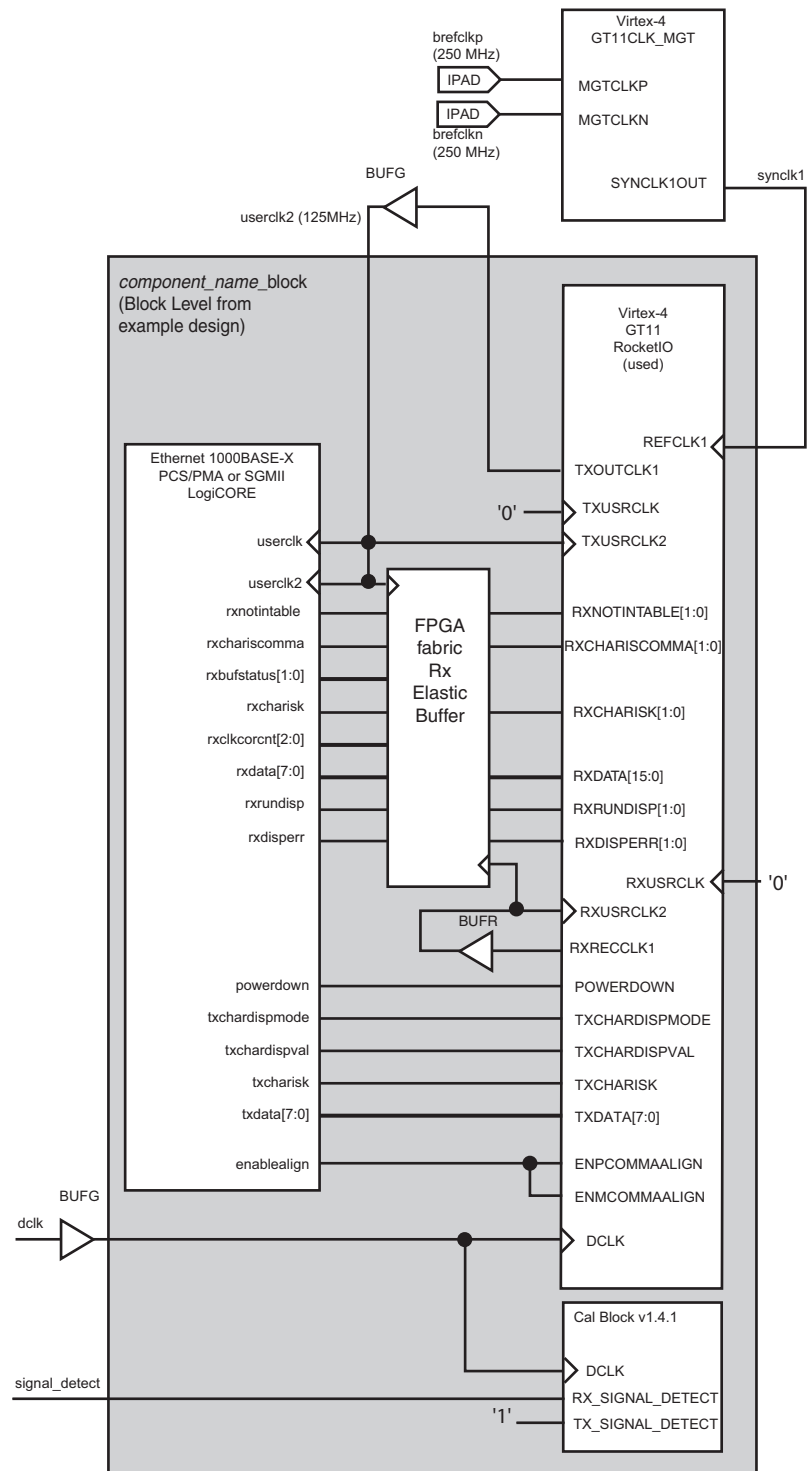 brefclkp
(250 MHz)
IPAD
IPAD
brefclkn
(250 MHz)
Virtex-4
GT11CLK_MGT
MGTCLKP
MGTCLKN
SYNCLK1OUT
synclk1
BUFG
userclk2 (125MHz)
component_name_block
(Block Level from
example design)
Virtex-4
GT11
RocketIO
(used)
REFCLK1
TXOUTCLK1
'0'
TXUSRCLK
TXUSRCLK2
Ethernet 1000BASE-X
PCS/PMA or SGMII
LogiCORE
userclk
userclk2
rxnotintable
rxchariscomma
rxbufstatus[1:0]
rxcharisk
rxclkcorcnt[2:0]
rxdata[7:0]
rxrundisp
rxdisperr
FPGA
fabric
Rx
Elastic
Buffer
RXNOTINTABLE[1:0]
RXCHARISCOMMA[1:0]
RXCHARISK[1:0]
RXDATA[15:0]
RXRUNDISP[1:0]
RXDISPERR[1:0]
RXUSRCLK
'0'
RXUSRCLK2
BUFR
RXRECCLK1
powerdown
POWERDOWN
txchardispmode
TXCHARDISPMODE
txchardispval
TXCHARDISPVAL
txcharisk
TXCHARISK
txdata[7:0]
TXDATA[7:0]
enablealign
ENPCOMMAALIGN
ENMCOMMAALIGN
BUFG
dclk
DCLK
Cal Block v1.4.1
DCLK
signal_detect
RX_SIGNAL_DETECT
'1'
TX_SIGNAL_DETECT